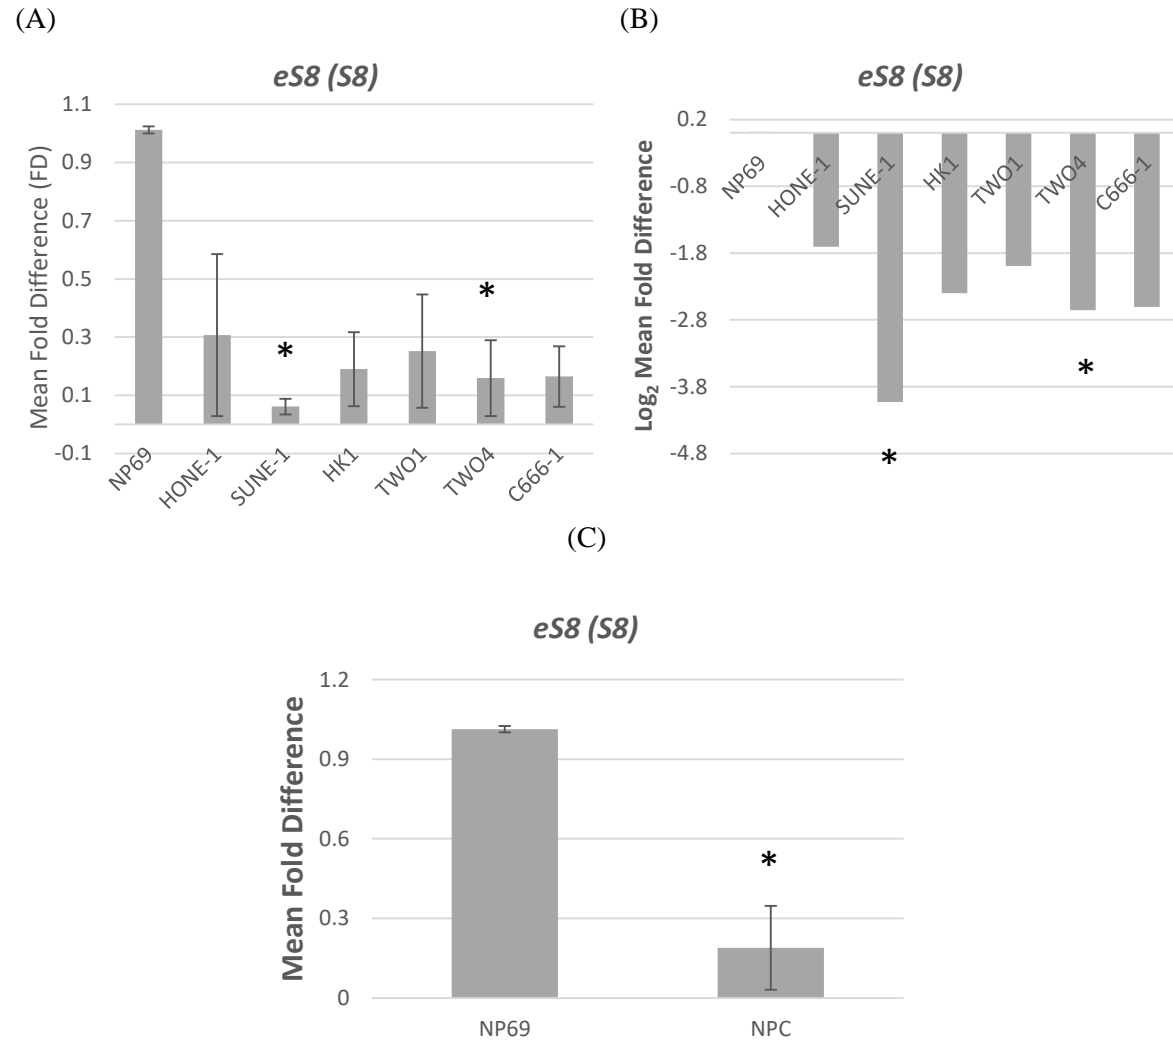 (A)
eS8 (S8)
Mean Fold Difference (FD)
1.1
0.9
0.7
0.5
0.3
0.1
-0.1
*
*
NP69
HONE-1
SUNE-1
HK1
TWO1
TWO4
C666-1
(B)
eS8 (S8)
Log₂ Mean Fold Difference
0.2
-0.8
-1.8
-2.8
-3.8
-4.8
NP69
HONE-1
SUNE-1
HK1
TWO1
TWO4
C666-1
*
*
(C)
eS8 (S8)
Mean Fold Difference
1.2
0.9
0.6
0.3
0
*
NP69
NPC